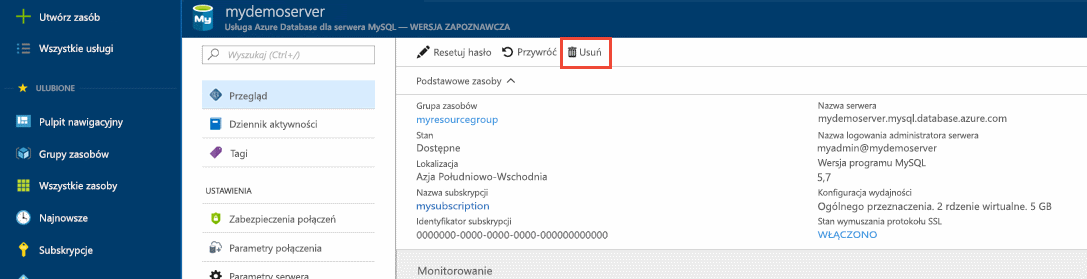 Utwórz zasób
Wszystkie usługi
ULUBIONE
Pulpit nawigacyjny
Grupy zasobów
Wszystkie zasoby
Najnowsze
Subskrypcje
My
mydemoserver
Usługa Azure Database dla serwera MySQL — WERSJA ZAPOZNAWCZA
Wyszukaj (Ctrl+/)
Przegląd
Dziennik aktywności
Tagi
USTAWIENIA
Zabezpieczenia połączeń
Parametry połączenia
Parametry serwera
Resetuj hasło Przywróć Usuń
Podstawowe zasoby
Grupa zasobów
myresourcegroup
Stan
Dostępne
Lokalizacja
Azja Południowo-Wschodnia
Nazwa subskrypcji
mysubscription
Identyfikator subskrypcji
0000000-0000-0000-0000-000000000000
Nazwa serwera
mydemoserver.mysql.database.azure.com
Nazwa logowania administratora serwera
myadmin@mydemoserver
Wersja programu MySQL
5,7
Konfiguracja wydajności
Ogólnego przeznaczenia. 2 rdzenie wirtualne. 5 GB
Stan wymuszania protokołu SSL
WŁĄCZONO
Monitorowanie